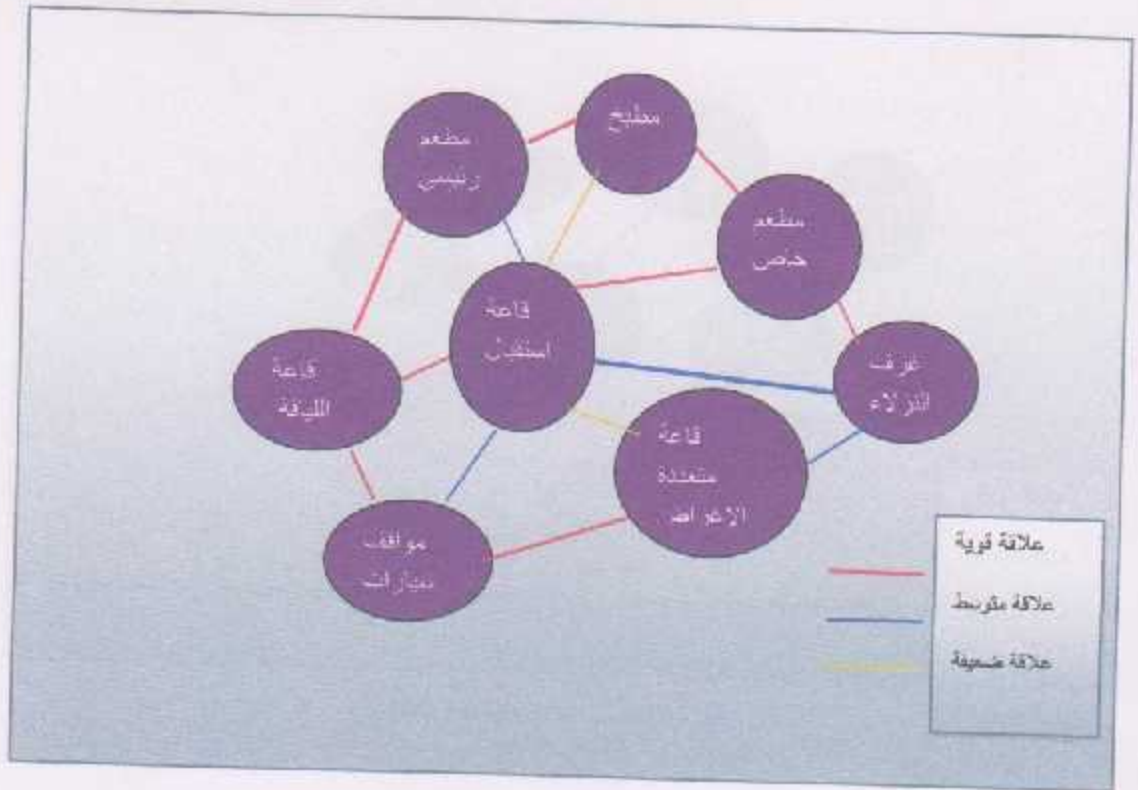 مطبخ
مطعم
رئيسي
مطعم
خاص
قاعة
استقبال
غرف
النزلاء
قاعة
اللياقة
قاعة
متعددة
الاغراض
مواقف
سيارات
علاقة قوية
علاقة متوسط
علاقة ضعيفة